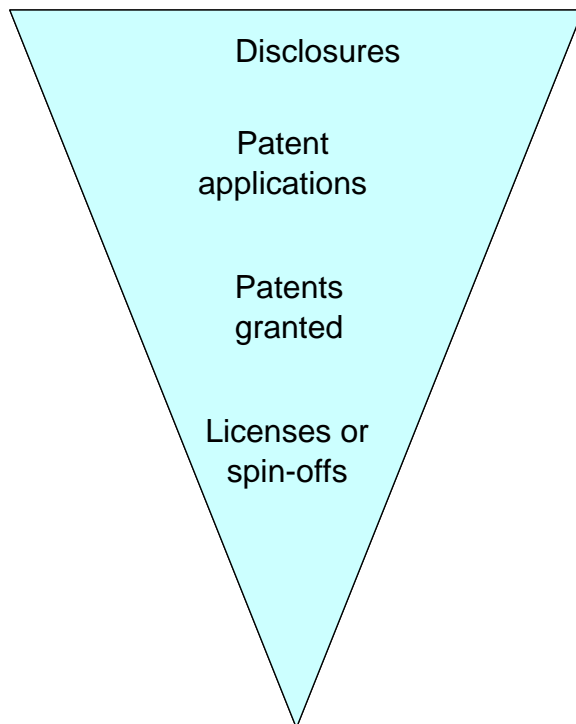 Disclosures
Patent
applications
Patents
granted
Licenses or
spin-offs